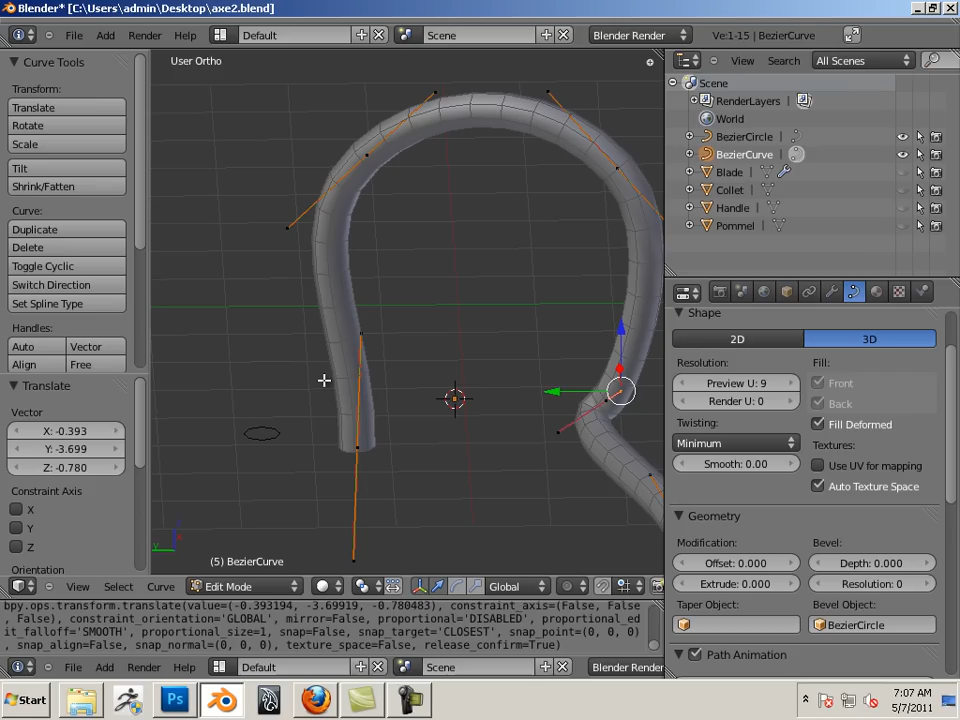 Blender* [C:\Users\admin\Desktop\axe2.blend]
File Add Render Help Default Scene Blender Render Ve:1-15 | BezierCurve
Curve Tools
Transform:
Translate
Rotate
Scale
Tilt
Shrink/Fatten
Curve:
Duplicate
Delete
Toggle Cyclic
Switch Direction
Set Spline Type
Handles:
Auto Vector
Align Free
Translate
Vector
X: -0.393
Y: -3.699
Z: -0.780
Constraint Axis
X
Y
Z
Orientation
User Ortho
y
(5) BezierCurve
View Select Curve Edit Mode Global
bpy.ops.transform.translate(value=(-0.393194, -3.69919, -0.780483), constraint_axis=(False, False
, False), constraint_orientation='GLOBAL', mirror=False, proportional='DISABLED', proportional_ed
it_falloff='SMOOTH', proportional_size=1, snap=False, snap_target='CLOSEST', snap_point=(0, 0, 0)
, snap_align=False, snap_normal=(0, 0, 0), texture_space=False, release_confirm=True)
File Add Render Help Default Scene Blender Render
View Search All Scenes
Scene
RenderLayers
World
BezierCircle
BezierCurve
Blade
Collet
Handle
Pommel
Shape
2D 3D
Resolution: Fill:
Preview U: 9 Front
Render U: 0 Back
Twisting: Fill Deformed
Minimum Textures:
Smooth: 0.00 Use UV for mapping
Auto Texture Space
Geometry
Modification: Bevel:
Offset: 0.000 Depth: 0.000
Extrude: 0.000 Resolution: 0
Taper Object: Bevel Object:
BezierCircle
Path Animation
Start Ps 7:07 AM
5/7/2011